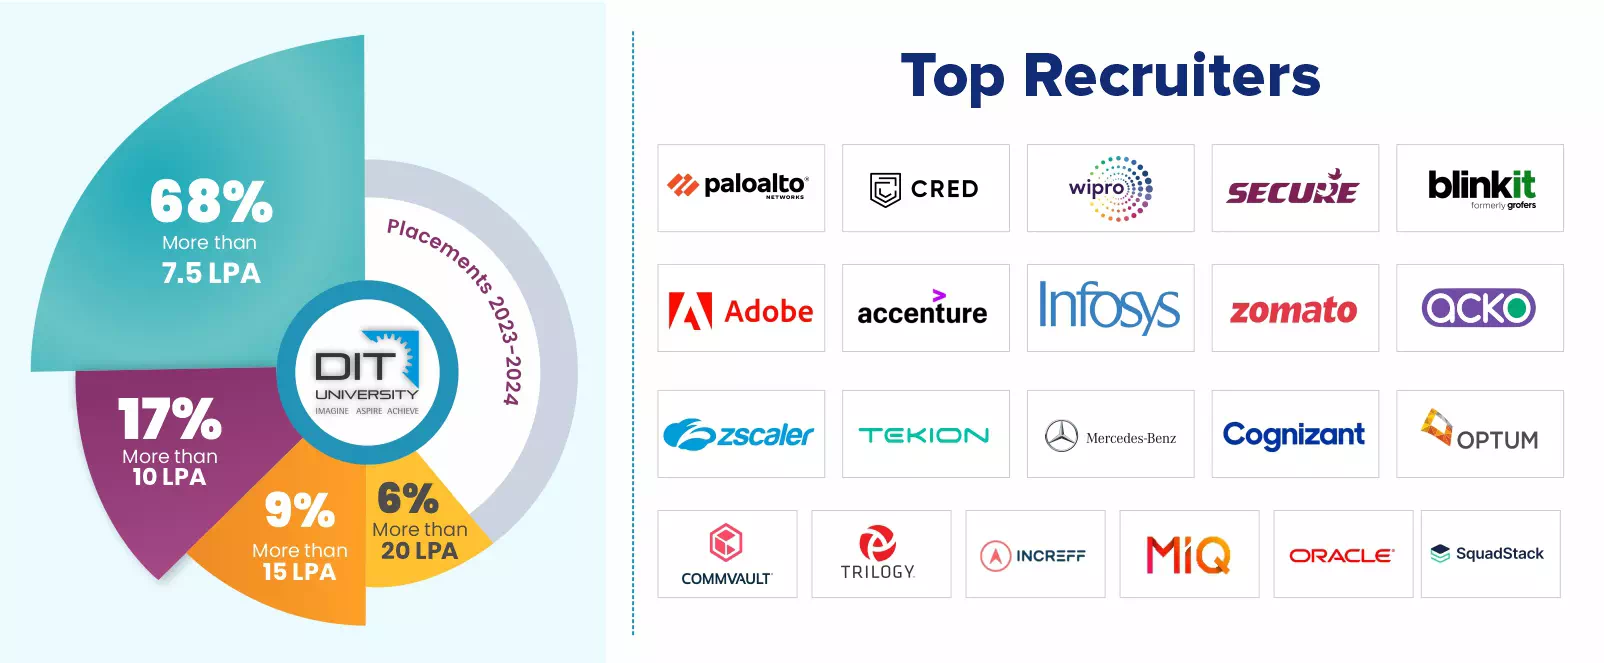 68%
More than
7.5 LPA
17%
More than
10 LPA
9%
More than
15 LPA
6%
More than
20 LPA
Placements 2023-2024
DIT
UNIVERSITY
IMAGINE ASPIRE ACHIEVE
Top Recruiters
paloalto®
NETWORKS
CRED
wipro
SECURE
blinkit
formerly grofers
Adobe
accenture
Infosys
zomato
ACKO
zscaler
TEKION
Mercedes-Benz
Cognizant
OPTUM
COMMVAULT
TRILOGY
INCREFF
MiQ
ORACLE®
SquadStack